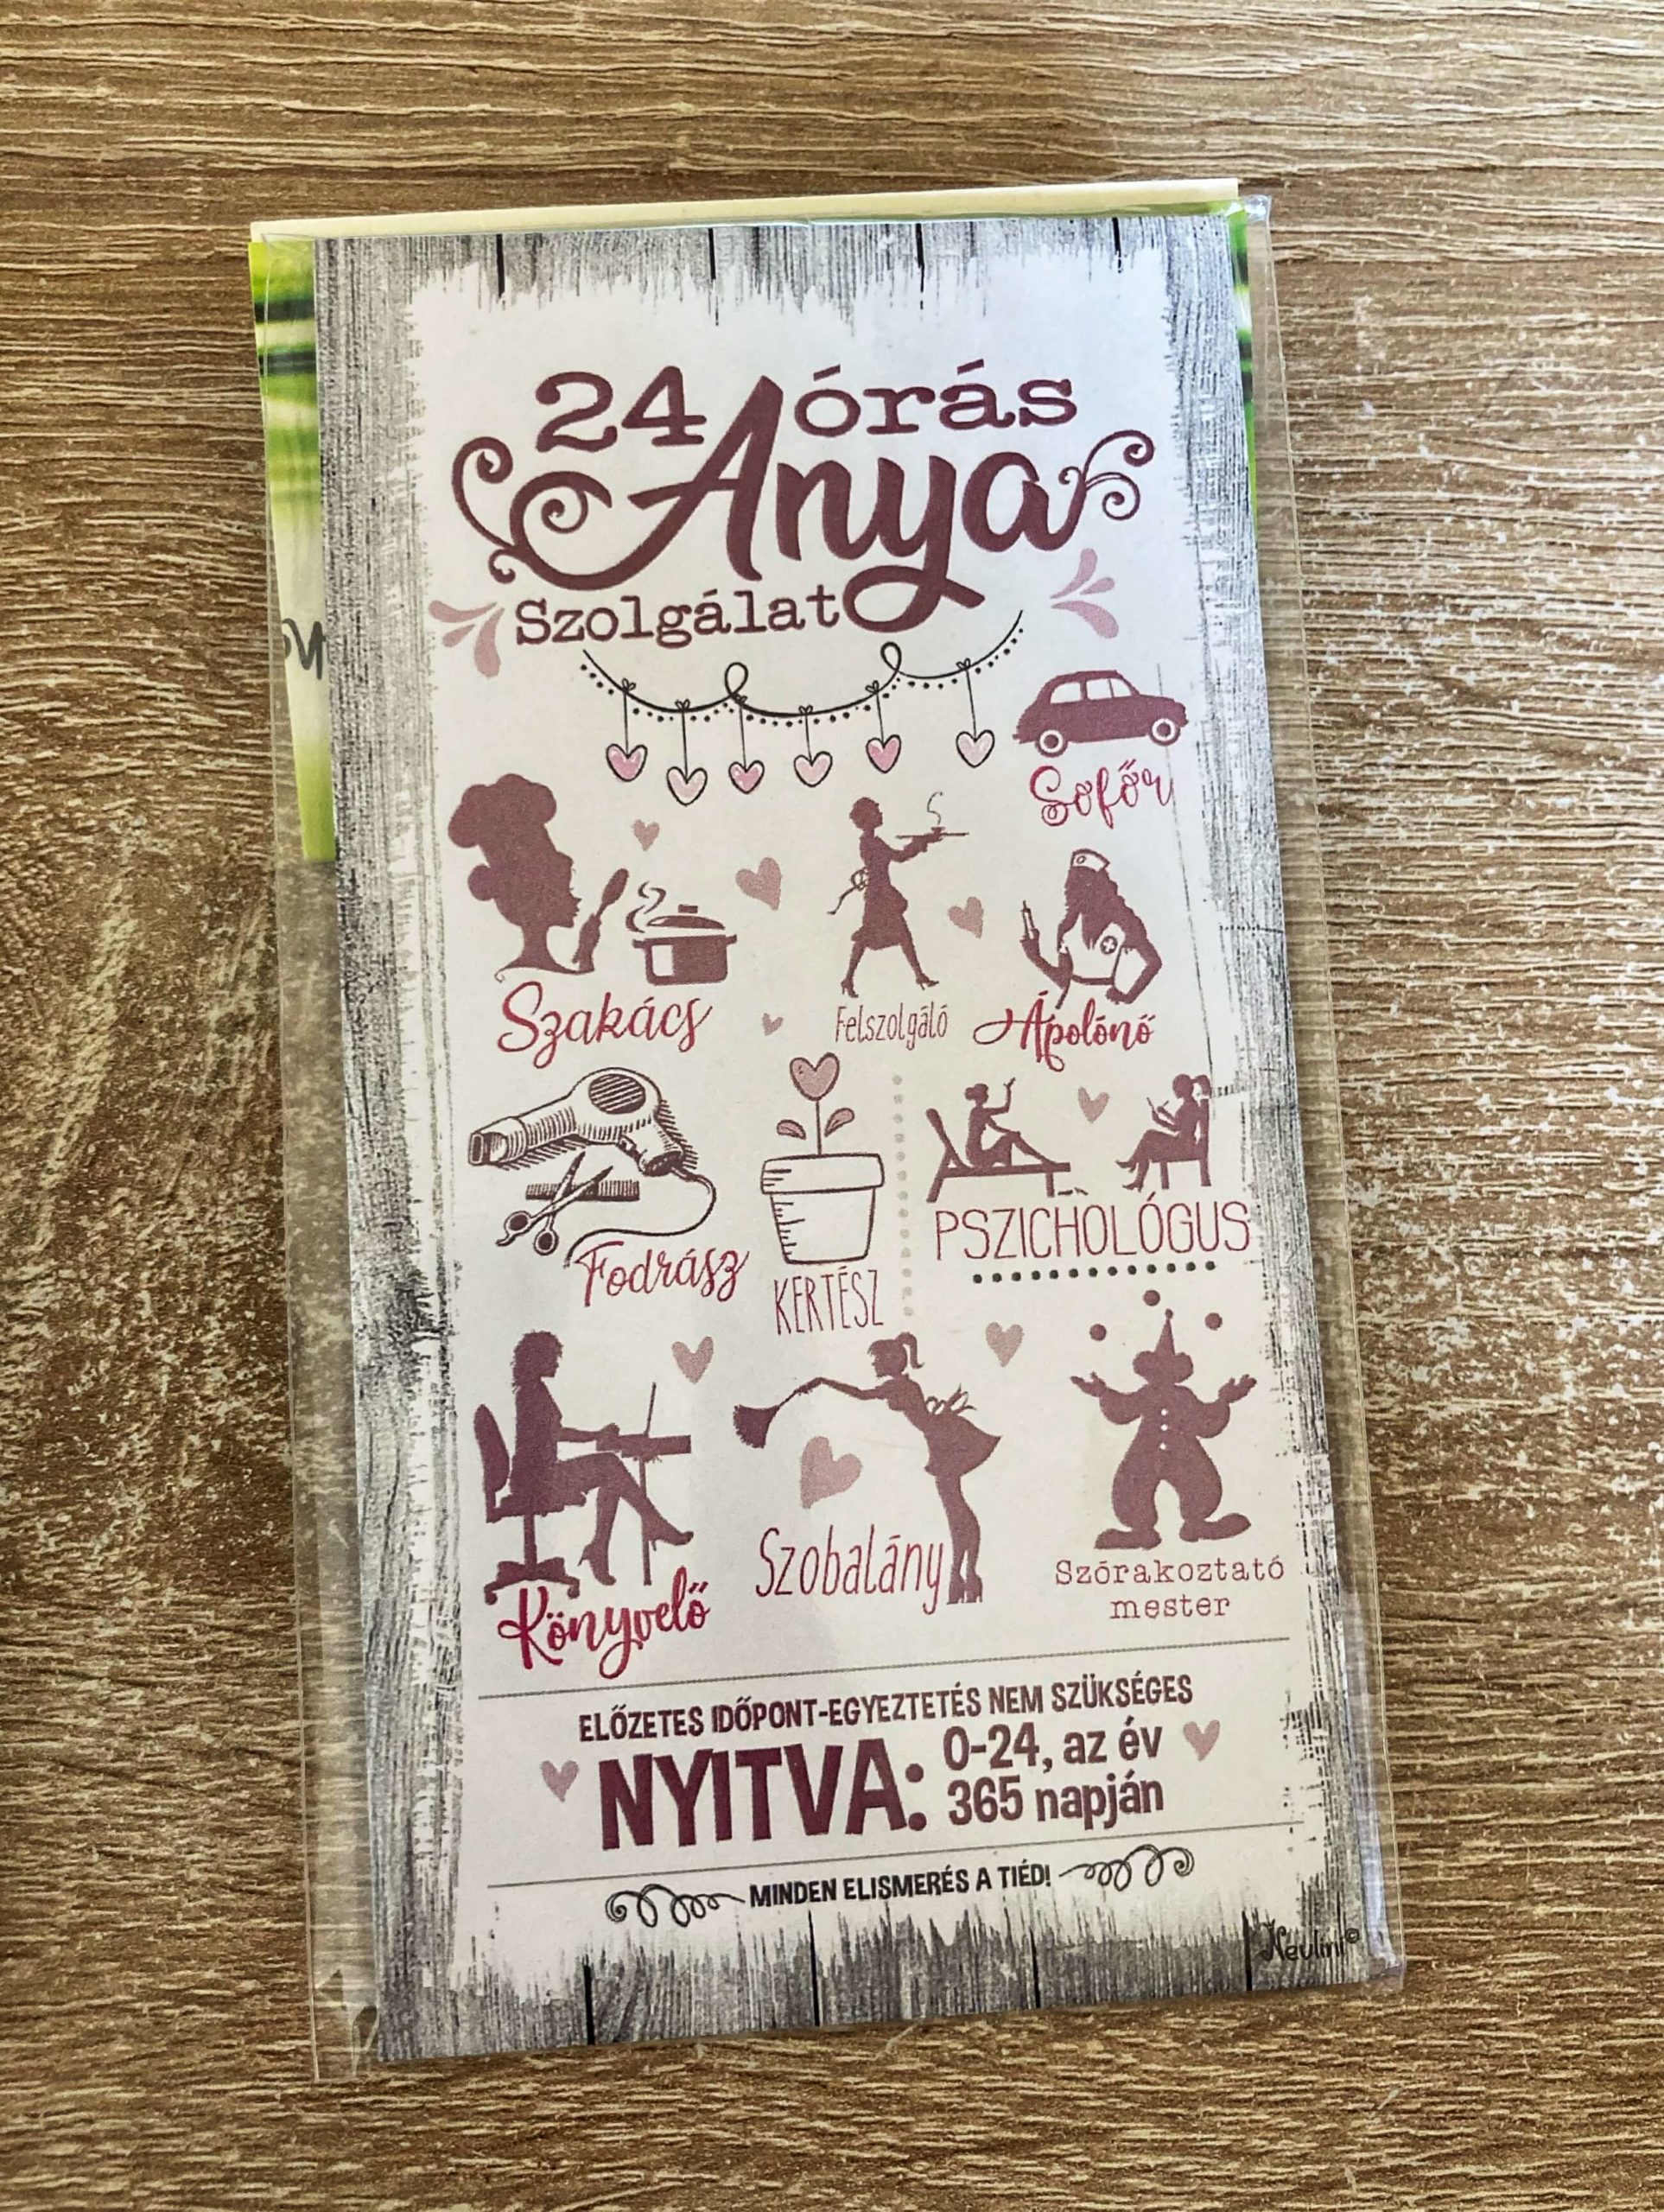 24 órás
Anya
Szolgálat
Sofőr
Szakács
Felszolgáló
Ápolónő
Fodrász
KERTÉSZ
PSZICHOLÓGUS
Könyvelő
Szobalány
Szórakoztató
mester
ELŐZETES IDŐPONT-EGYEZTETÉS NEM SZÜKSÉGES
NYITVA: 0-24, az év
365 napján
MINDEN ELISMERÉS A TIÉD!
Nevlini©